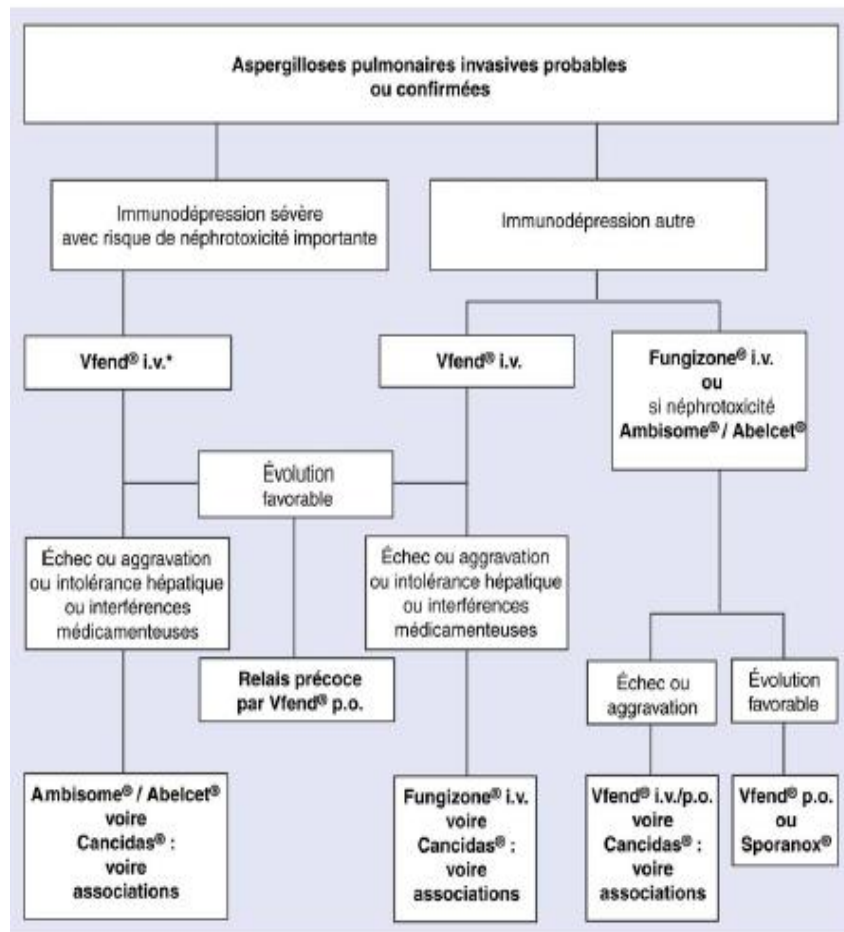 Aspergilloses pulmonaires invasives probables
ou confirmées
Immunodépression sévère
avec risque de néphrotoxicité importante
Immunodépression autre
Vfend® i.v.*
Vfend® i.v.
Fungizone® i.v.
ou
si néphrotoxicité
Ambisome® / Abelcet®
Évolution
favorable
Échec ou aggravation
ou intolérance hépatique
ou interférences
médicamenteuses
Échec ou aggravation
ou intolérance hépatique
ou interférences
médicamenteuses
Relais précoce
par Vfend® p.o.
Échec ou
aggravation
Évolution
favorable
Ambisome® / Abelcet®
voire
Cancidas® :
voire
associations
Fungizone® i.v.
voire
Cancidas® :
voire
associations
Vfend® i.v./p.o.
voire
Cancidas® :
voire
associations
Vfend® p.o.
ou
Sporanox®